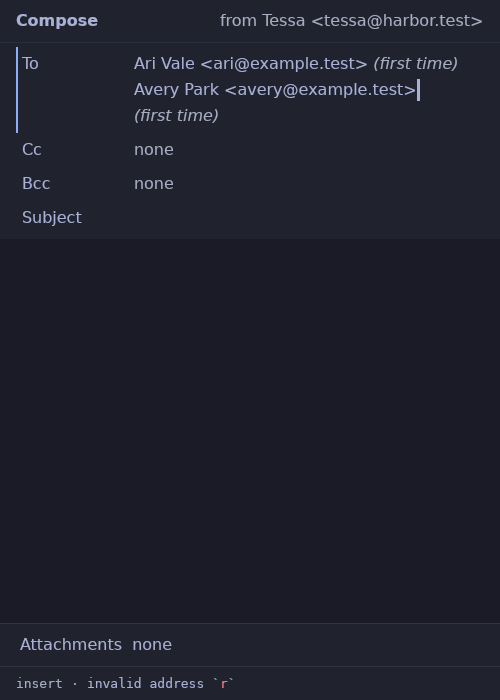 Compose from Tessa <tessa@harbor.test>
To Ari Vale <ari@example.test> (first time)
Avery Park <avery@example.test>
(first time)
Cc none
Bcc none
Subject
Attachments none
insert · invalid address `r`